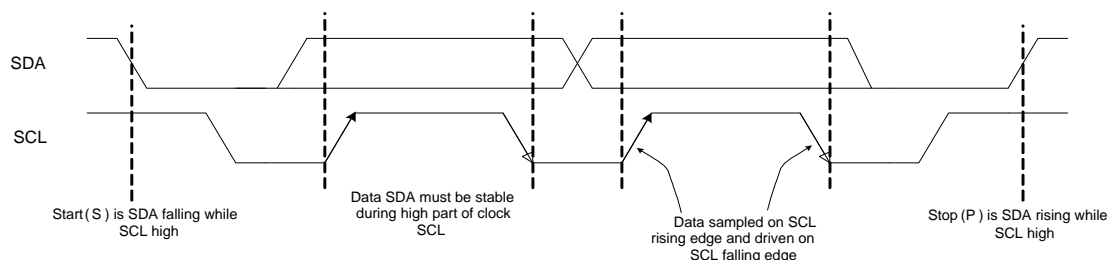 SDA
SCL
Start(S) is SDA falling while
SCL high
Data SDA must be stable
during high part of clock
SCL
Data sampled on SCL
rising edge and driven on
SCL falling edge
Stop (P) is SDA rising while
SCL high